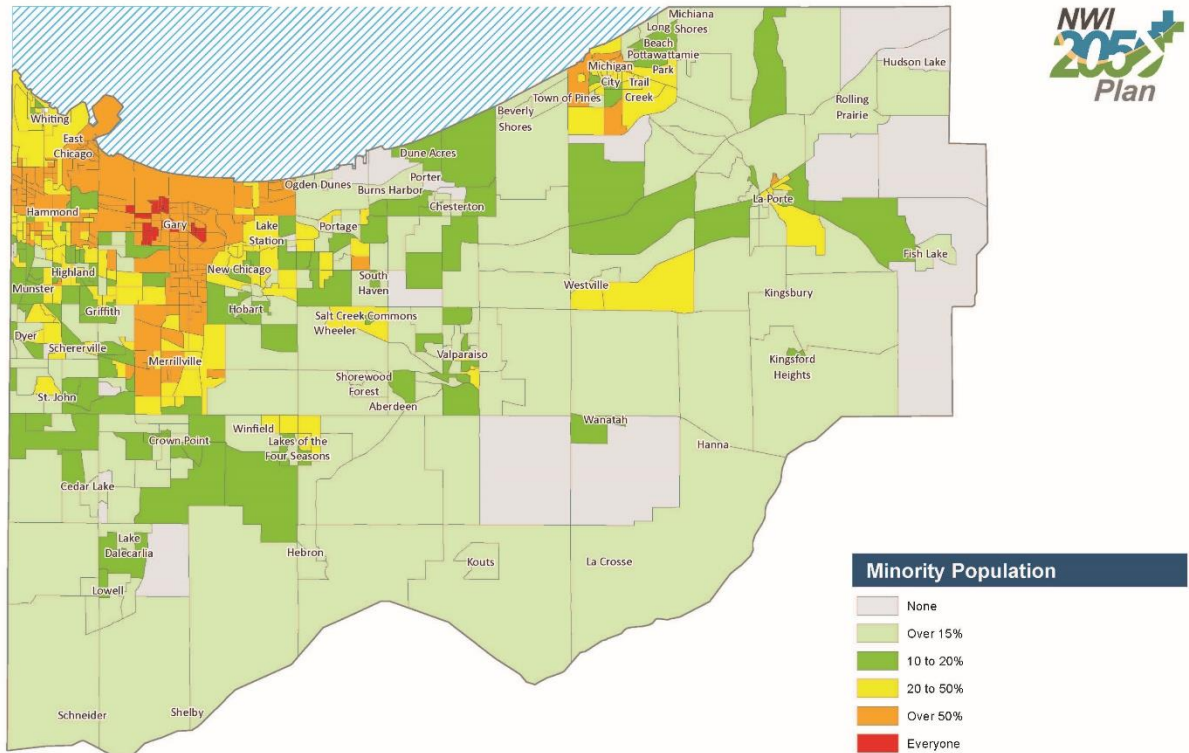 NWI
2050
Plan
Michiana
Long Shores
Beach
Pottawattamie
Michigan Park
City Trail
Town of Pines Creek
Hudson Lake
Rolling
Prairie
Beverly
Shores
Whiting
East
Chicago
Dune Acres
Ogden Dunes
Porter
Burns Harbor
Chesterton
La Porte
Hammond
Gary
Lake
Station
Portage
Fish Lake
Highland
New Chicago
South
Haven
Westville
Kingsbury
Munster
Griffith
Hobart
Salt Creek Commons
Wheeler
Dyer
Schererville
Merrillville
Valparaiso
Kingsford
Heights
St. John
Shorewood
Forest
Aberdeen
Wanatah
Winfield
Crown Point
Lakes of the
Four Seasons
Hanna
Cedar Lake
Lake
Dalecarlia
Hebron
Kouts
La Crosse
Lowell
Schneider
Shelby
Minority Population
None
Over 15%
10 to 20%
20 to 50%
Over 50%
Everyone